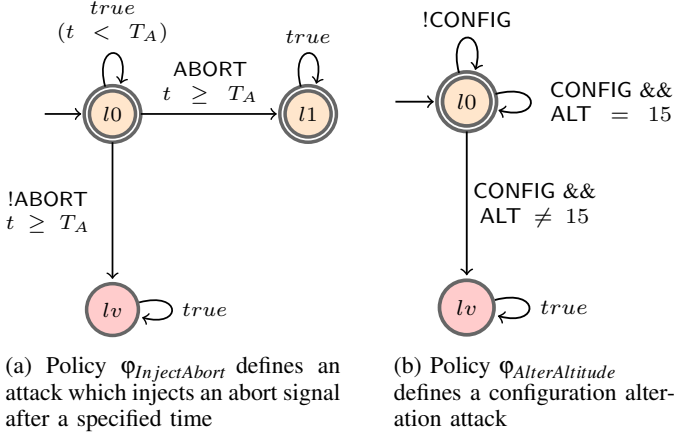 true
(t < T_A)
ABORT
t ≥ T_A
true
l0
l1
!ABORT
t ≥ T_A
lv
true
(a) Policy φ_InjectAbort defines an
attack which injects an abort signal
after a specified time
!CONFIG
l0
CONFIG &&
ALT = 15
CONFIG &&
ALT ≠ 15
lv
true
(b) Policy φ_AlterAltitude
defines a configuration alter-
ation attack